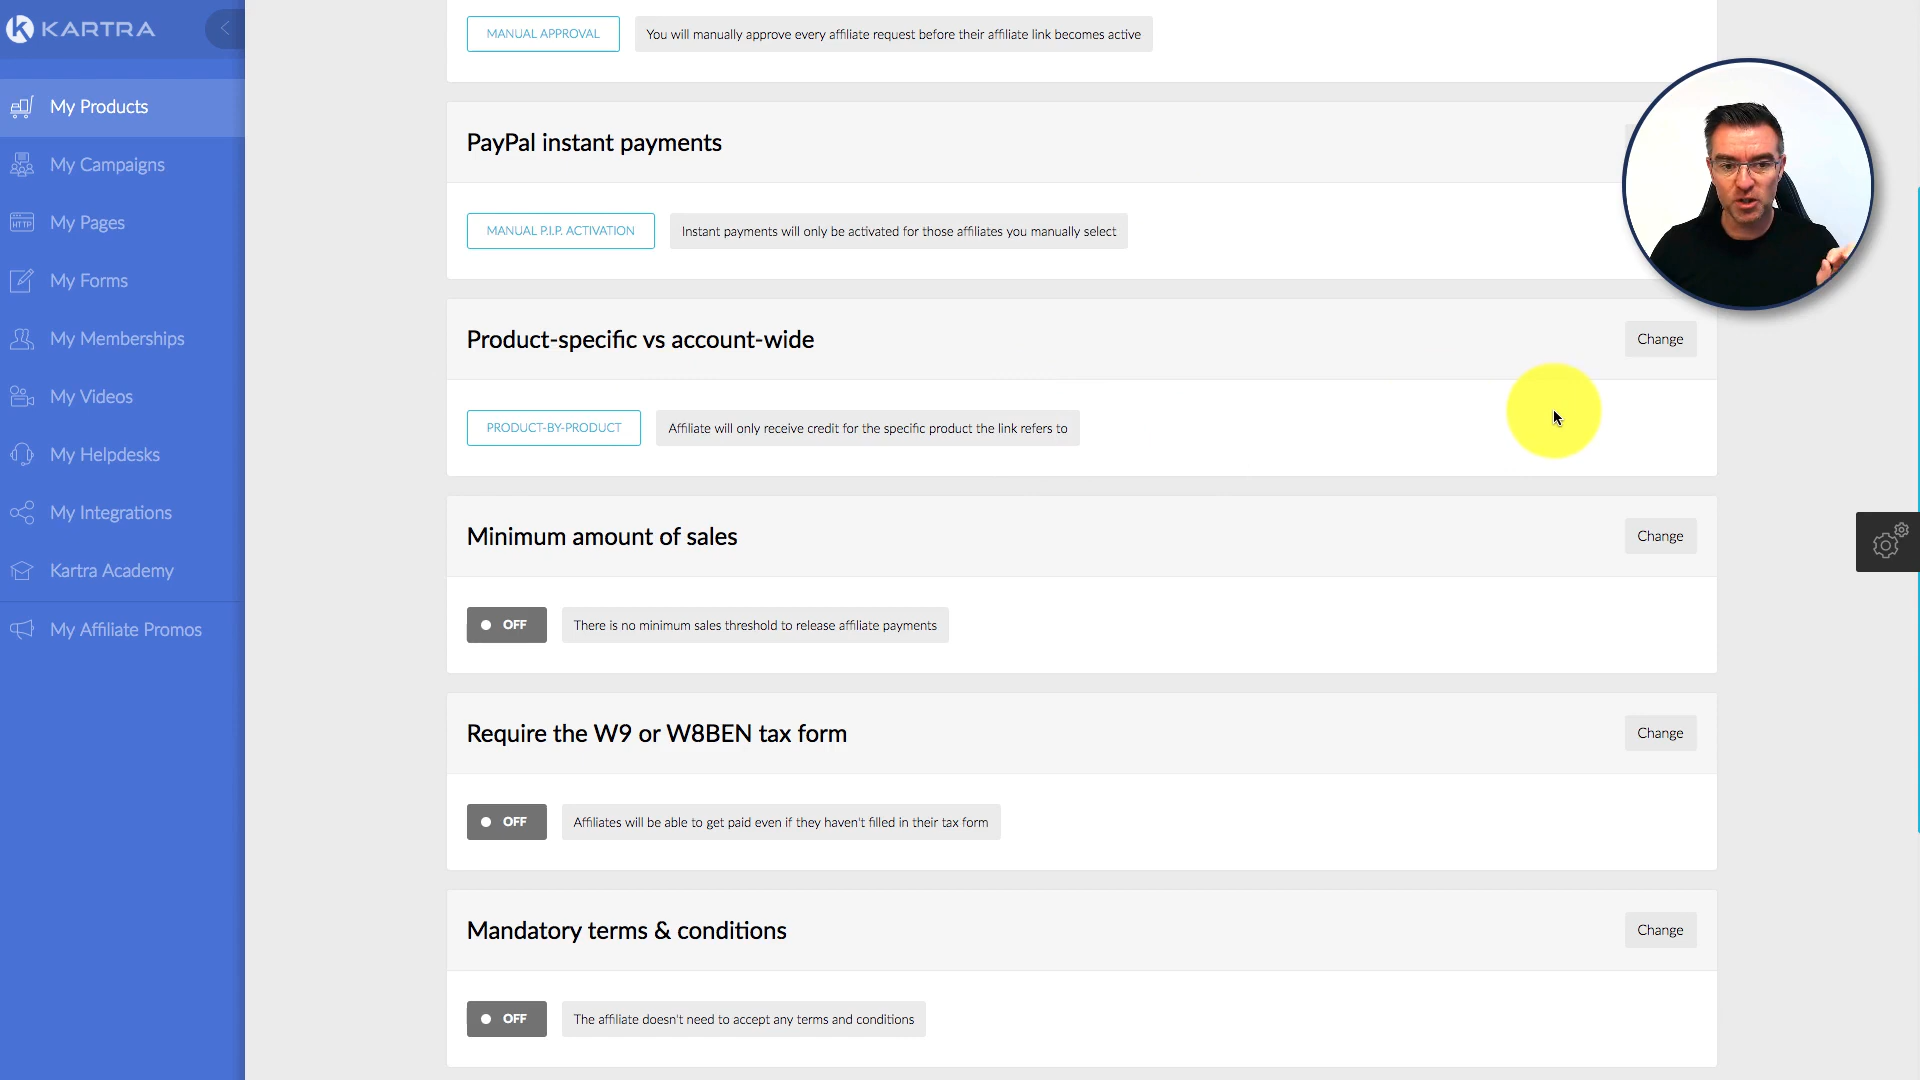 KARTRA
My Products
My Campaigns
HTTP
My Pages
My Forms
My Memberships
My Videos
My Helpdesks
My Integrations
Kartra Academy
My Affiliate Promos
MANUAL APPROVAL
You will manually approve every affiliate request before their affiliate link becomes active
PayPal instant payments
MANUAL P.I.P. ACTIVATION
Instant payments will only be activated for those affiliates you manually select
Product-specific vs account-wide
Change
PRODUCT-BY-PRODUCT
Affiliate will only receive credit for the specific product the link refers to
Minimum amount of sales
Change
OFF
There is no minimum sales threshold to release affiliate payments
Require the W9 or W8BEN tax form
Change
OFF
Affiliates will be able to get paid even if they haven't filled in their tax form
Mandatory terms & conditions
Change
OFF
The affiliate doesn't need to accept any terms and conditions